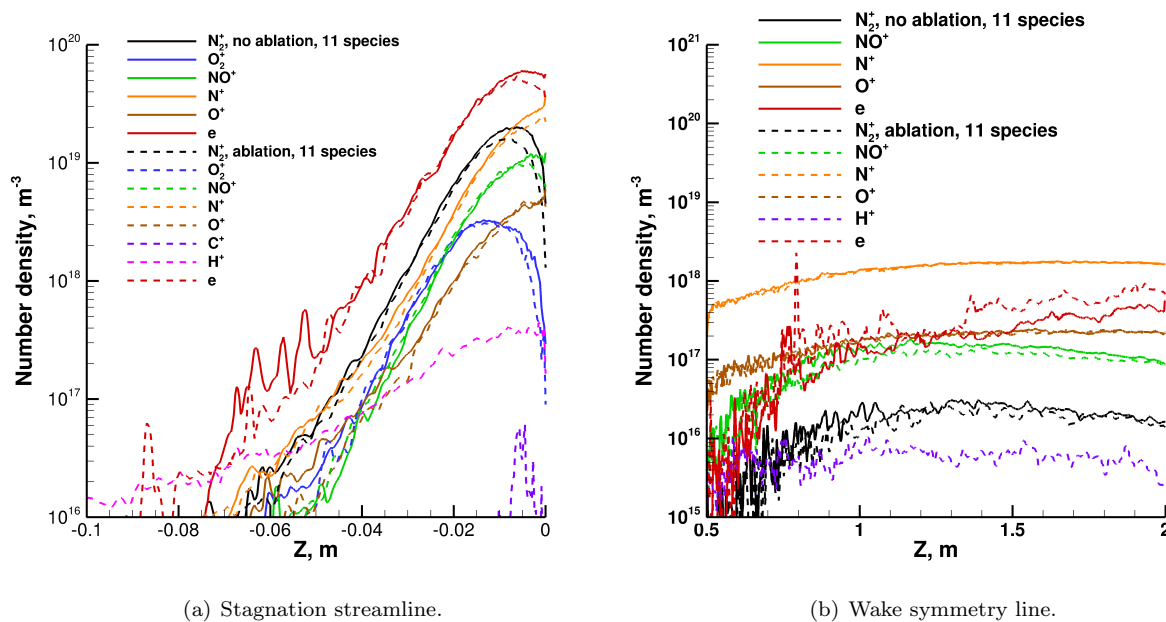 10²⁰
10¹⁹
10¹⁸
10¹⁷
10¹⁶
Number density, m⁻³
N₂⁺, no ablation, 11 species
O₂⁺
NO⁺
N⁺
O⁺
e
N₂⁺, ablation, 11 species
O₂⁺
NO⁺
N⁺
O⁺
C⁺
H⁺
e
-0.1 -0.08 -0.06 -0.04 -0.02 0
Z, m
(a) Stagnation streamline.
10²¹
10²⁰
10¹⁹
10¹⁸
10¹⁷
10¹⁶
10¹⁵
Number density, m⁻³
N₂⁺, no ablation, 11 species
NO⁺
N⁺
O⁺
e
N₂⁺, ablation, 11 species
NO⁺
N⁺
O⁺
H⁺
e
0.5 1 1.5 2
Z, m
(b) Wake symmetry line.